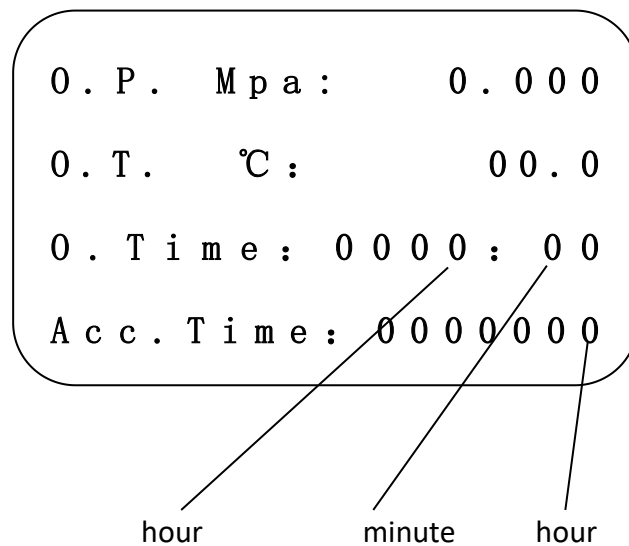 O.P. Mpa: 0.000
O.T. ℃: 00.0
O.Time: 0000:00
Acc.Time: 0000000
hour minute hour